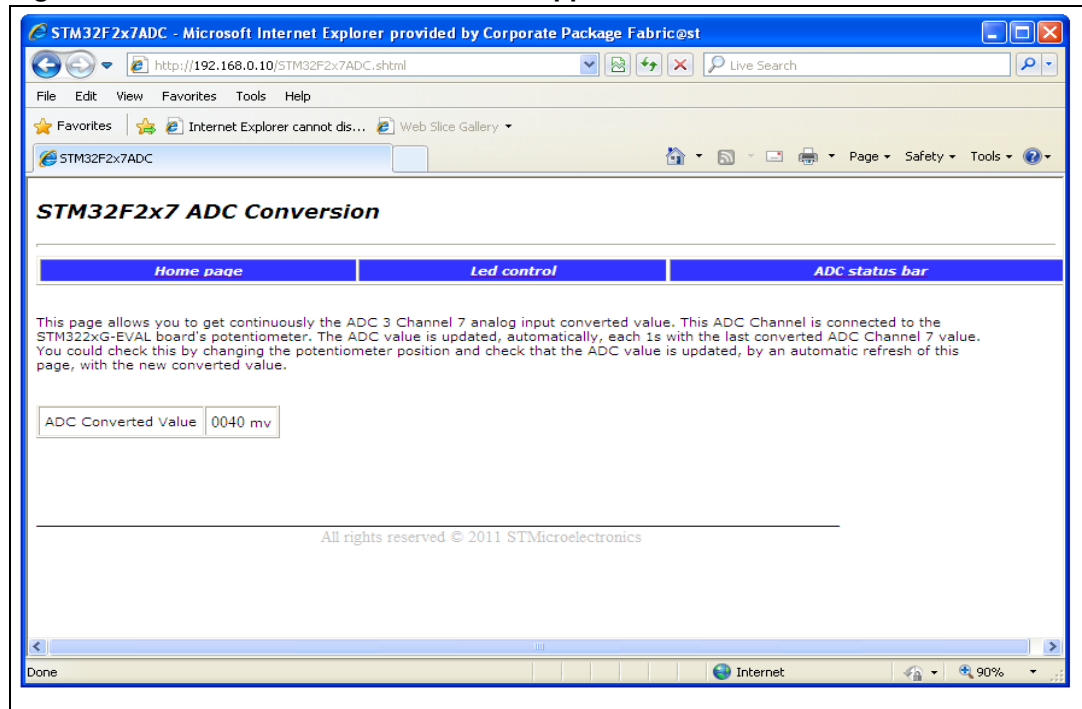 STM32F2x7ADC - Microsoft Internet Explorer provided by Corporate Package Fabric@st
http://192.168.0.10/STM32F2x7ADC.shtml
Live Search
File Edit View Favorites Tools Help
Favorites Internet Explorer cannot dis... Web Slice Gallery
STM32F2x7ADC
Page Safety Tools
STM32F2x7 ADC Conversion
Home page Led control ADC status bar
This page allows you to get continuously the ADC 3 Channel 7 analog input converted value. This ADC Channel is connected to the
STM322xG-EVAL board's potentiometer. The ADC value is updated, automatically, each 1s with the last converted ADC Channel 7 value.
You could check this by changing the potentiometer position and check that the ADC value is updated, by an automatic refresh of this
page, with the new converted value.
ADC Converted Value 0040 mv
All rights reserved © 2011 STMicroelectronics
Done Internet 90%